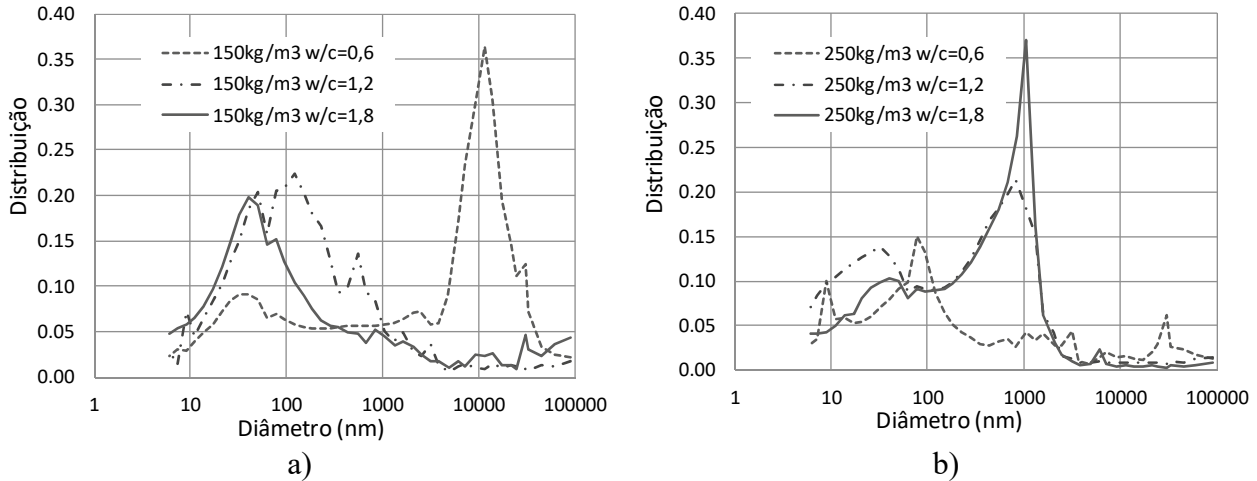 0.40
0.35
0.30
0.25
0.20
0.15
0.10
0.05
0.00
Distribuição
150kg/m3 w/c=0,6
150kg/m3 w/c=1,2
150kg/m3 w/c=1,8
1 10 100 1000 10000 100000
Diâmetro (nm)
a)
0.40
0.35
0.30
0.25
0.20
0.15
0.10
0.05
0.00
Distribuição
250kg/m3 w/c=0,6
250kg/m3 w/c=1,2
250kg/m3 w/c=1,8
1 10 100 1000 10000 100000
Diâmetro (nm)
b)